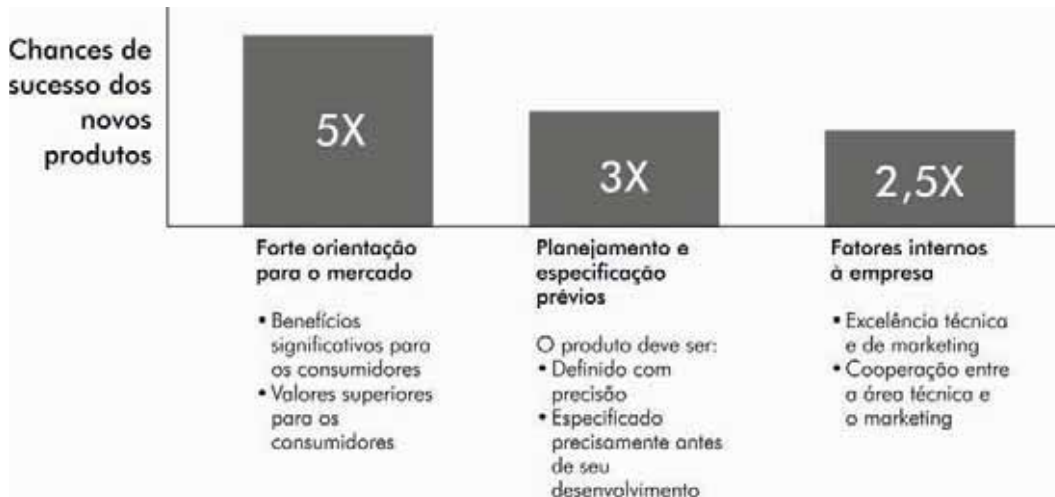 Chances de
sucesso dos
novos
produtos
5X
3X
2,5X
Forte orientação
para o mercado
• Benefícios
significativos para
os consumidores
• Valores superiores
para os
consumidores
Planejamento e
especificação
prévios
O produto deve ser:
• Definido com
precisão
• Especificado
precisamente antes
de seu
desenvolvimento
Fatores internos
à empresa
• Excelência técnica
e de marketing
• Cooperação entre
a área técnica e
o marketing